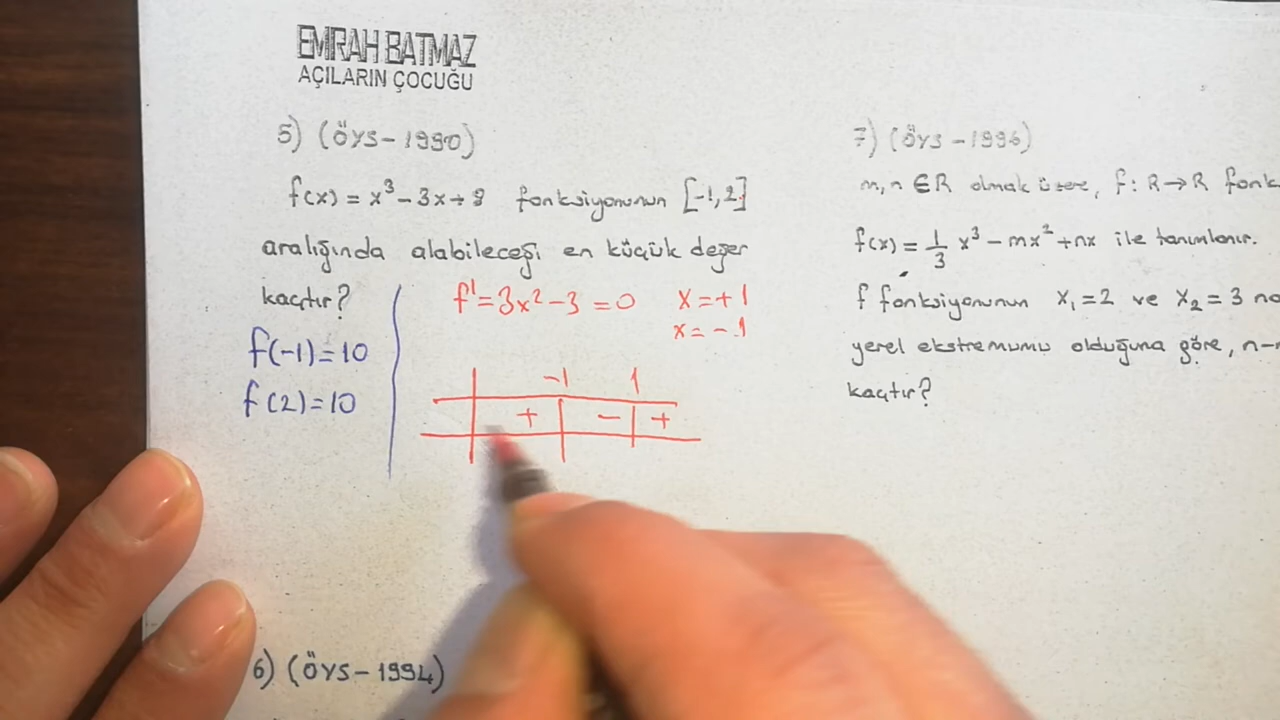 EMRAH BATMAZ
AÇILARIN ÇOCUĞU
5) (ÖYS-1990)
f(x) = x³ - 3x + 8 fonksiyonunun [-1,2]
aralığında alabileceği en küçük değer
kaçtır?
f' = 3x² - 3 = 0 x = +1
x = -1
f(-1) = 10
f(2) = 10
-1 1
+ - +
6) (ÖYS-1994)
7) (ÖYS-1996)
m,n ∈ R olmak üzere, f: R→R fonk
f(x) = 1/3 x³ - mx² + nx ile tanımlanır.
f fonksiyonunun x₁ = 2 ve x₂ = 3 no
yerel ekstremumu olduğuna göre, n-
kaçtır?